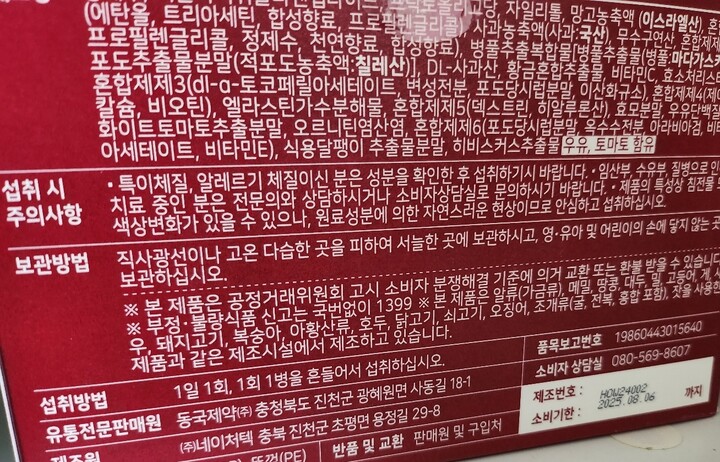 (에탄올, 트리아세틴, 합성향료, 프로필렌글리콜), 사과농축액(사과:국산), 무수구연산, 혼합제제
프로필렌글리콜, 정제수, 천연향료, 합성향료), 병풀추출복합물[병풀추출물(병풀:마다가스카
포도추출물분말(적포도농축액:칠레산)], DL-사과산, 황금혼합추출물, 비타민C, 효소처리스
혼합제제3(dl-α-토코페릴아세테이트, 변성전분, 포도당시럽분말, 이산화규소), 혼합제제4(제이
칼슘, 비오틴), 엘라스틴가수분해물, 혼합제제5(덱스트린, 히알루론산), 효모분말, 우유단백질
화이트토마토추출분말, 오르니틴염산염, 혼합제제6(포도당시럽분말, 옥수수전분, 아라비아검, 비타
아세테이트, 비타민E), 식용달팽이 추출물분말, 히비스커스추출물 우유, 토마토 함유
섭취 시
주의사항
• 특이체질, 알레르기 체질이신 분은 성분을 확인한 후 섭취하시기 바랍니다. • 임산부, 수유부, 질병으로 인
치료 중인 분은 전문의와 상담하시거나 소비자상담실로 문의하시기 바랍니다. • 제품의 특성상 침전물
색상변화가 있을 수 있으나, 원료성분에 의한 자연스러운 현상이므로 안심하고 섭취하십시오.
보관방법
직사광선이나 고온 다습한 곳을 피하여 서늘한 곳에 보관하시고, 영·유아 및 어린이의 손에 닿지 않는 곳
보관하십시오.
※ 본 제품은 공정거래위원회 고시 소비자 분쟁해결 기준에 의거 교환 또는 환불 받을 수 있습니다.
※ 부정·불량식품 신고는 국번없이 1399 ※ 본 제품은 알류(가금류), 메밀, 땅콩, 대두, 밀, 고등어, 게,
우, 돼지고기, 복숭아, 아황산류, 호두, 닭고기, 쇠고기, 오징어, 조개류(굴, 전복, 홍합 포함), 잣을 사용한
제품과 같은 제조시설에서 제조하고 있습니다.
섭취방법
1일 1회, 1회 1병을 흔들어서 섭취하십시오.
품목보고번호 19860443015640
소비자 상담실 080-569-8607
유통전문판매원 동국제약(주) 충청북도 진천군 광혜원면 사동길 18-1
제조번호: HOW24002
소비기한: 2025.08.06 까지
제조원 (주)네이처텍 충북 진천군 초평면 용정길 29-8
뚜껑(PE) 반품 및 교환 판매원 및 구입처